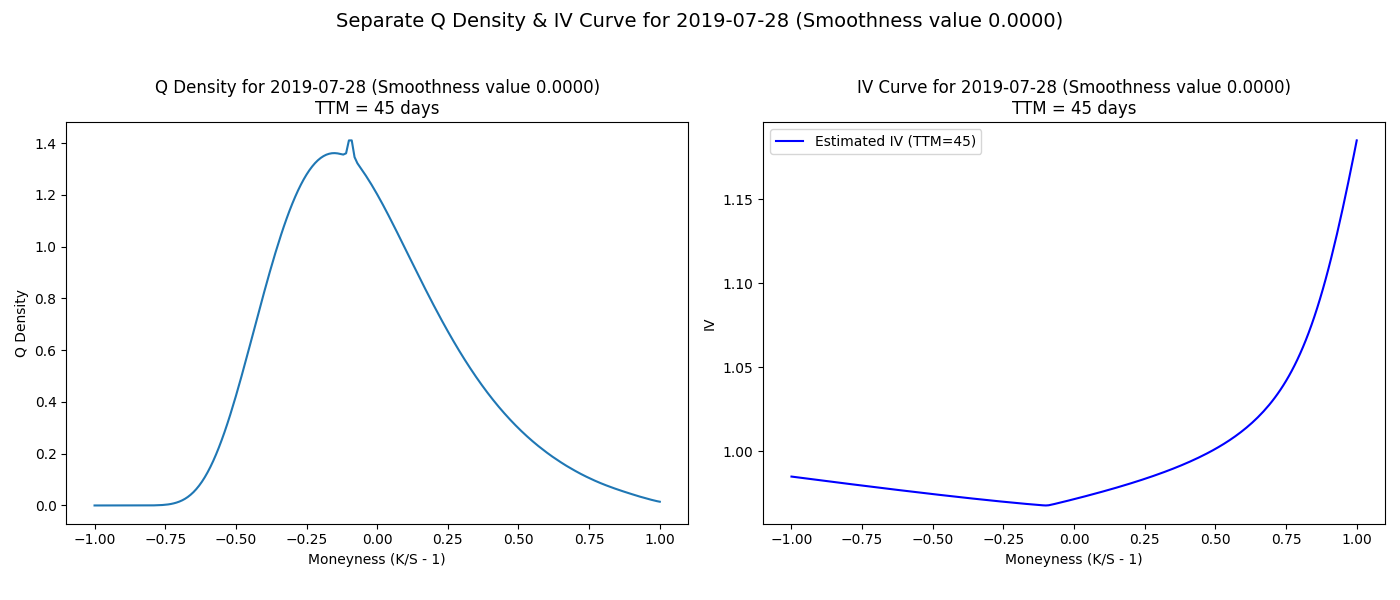 Separate Q Density & IV Curve for 2019-07-28 (Smoothness value 0.0000)
Q Density for 2019-07-28 (Smoothness value 0.0000)
TTM = 45 days
1.4
1.2
1.0
0.8
0.6
0.4
0.2
0.0
Q Density
−1.00 −0.75 −0.50 −0.25 0.00 0.25 0.50 0.75 1.00
Moneyness (K/S - 1)
IV Curve for 2019-07-28 (Smoothness value 0.0000)
TTM = 45 days
Estimated IV (TTM=45)
1.15
1.10
1.05
1.00
IV
−1.00 −0.75 −0.50 −0.25 0.00 0.25 0.50 0.75 1.00
Moneyness (K/S - 1)